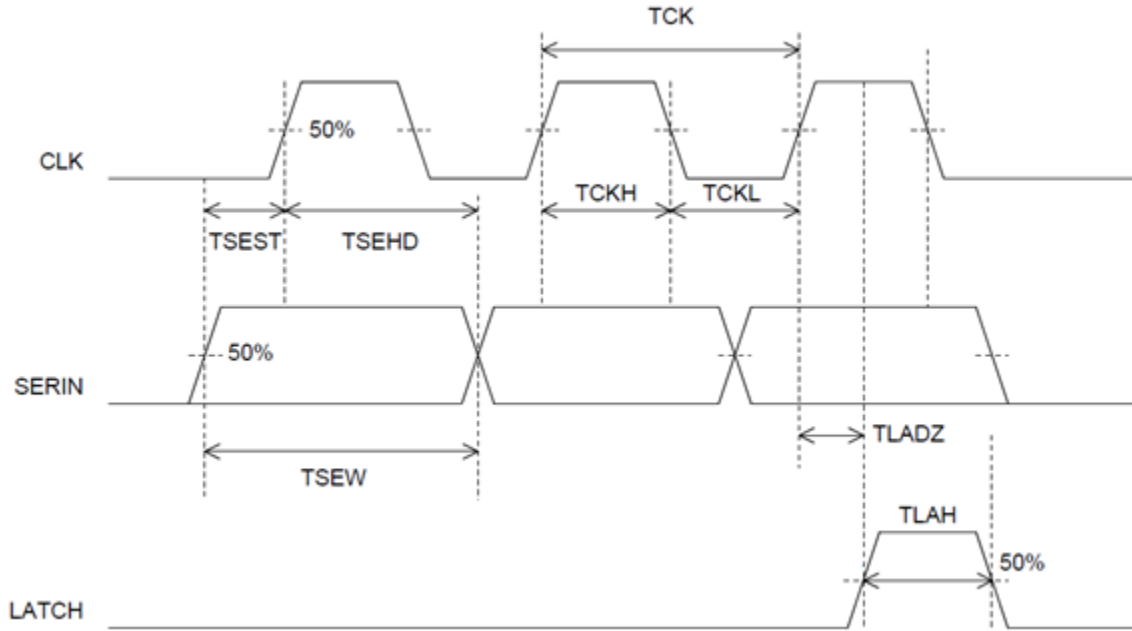 TCK
50%
CLK
TCKH
TCKL
TSEST
TSEHD
50%
SERIN
TLADZ
TSEW
TLAH
50%
LATCH